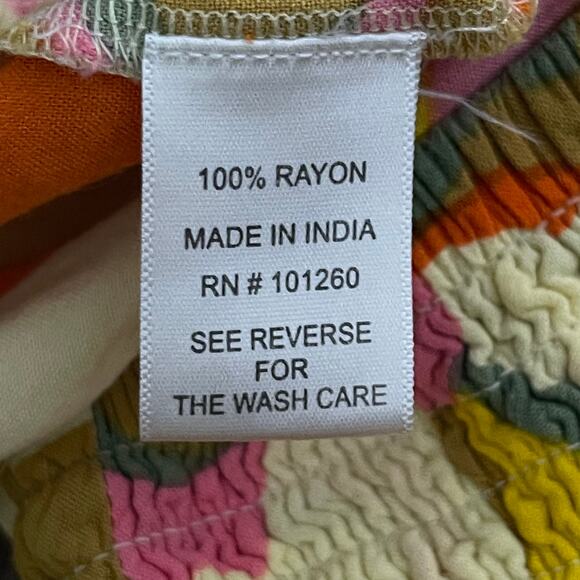 100% RAYON
MADE IN INDIA
RN # 101260
SEE REVERSE
FOR
THE WASH CARE